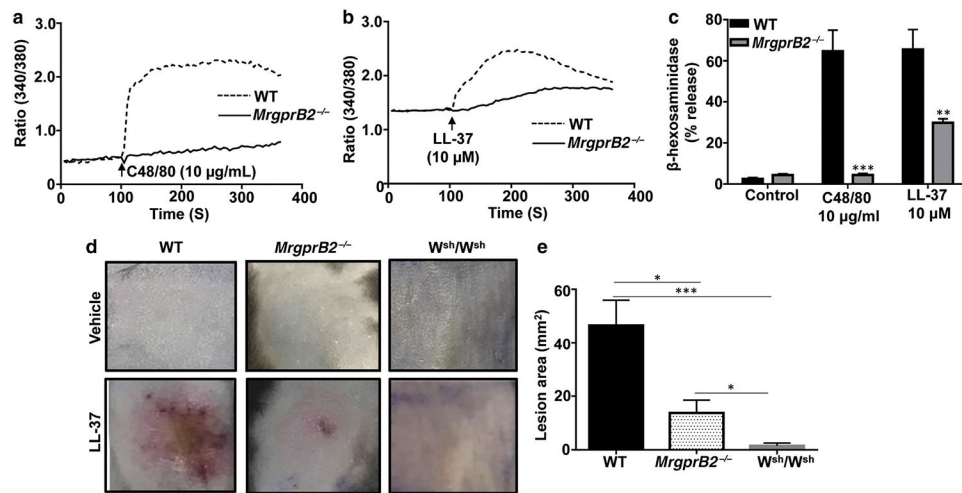 a
Ratio (340/380)
3.0
2.0
1.0
0.0
WT
MrgprB2–/–
C48/80 (10 µg/mL)
0 100 200 300 400
Time (S)
b
Ratio (340/380)
3.0
2.0
1.0
0.0
LL-37
(10 µM)
WT
MrgprB2–/–
0 100 200 300 400
Time (S)
c
β-hexosaminidase
(% release)
80
60
40
20
0
WT
MrgprB2–/–
***
**
Control
C48/80
10 µg/ml
LL-37
10 µM
d
WT MrgprB2–/– Wsh/Wsh
Vehicle
LL-37
e
Lesion area (mm2)
60
40
20
0
*
***
*
WT MrgprB2–/– Wsh/Wsh